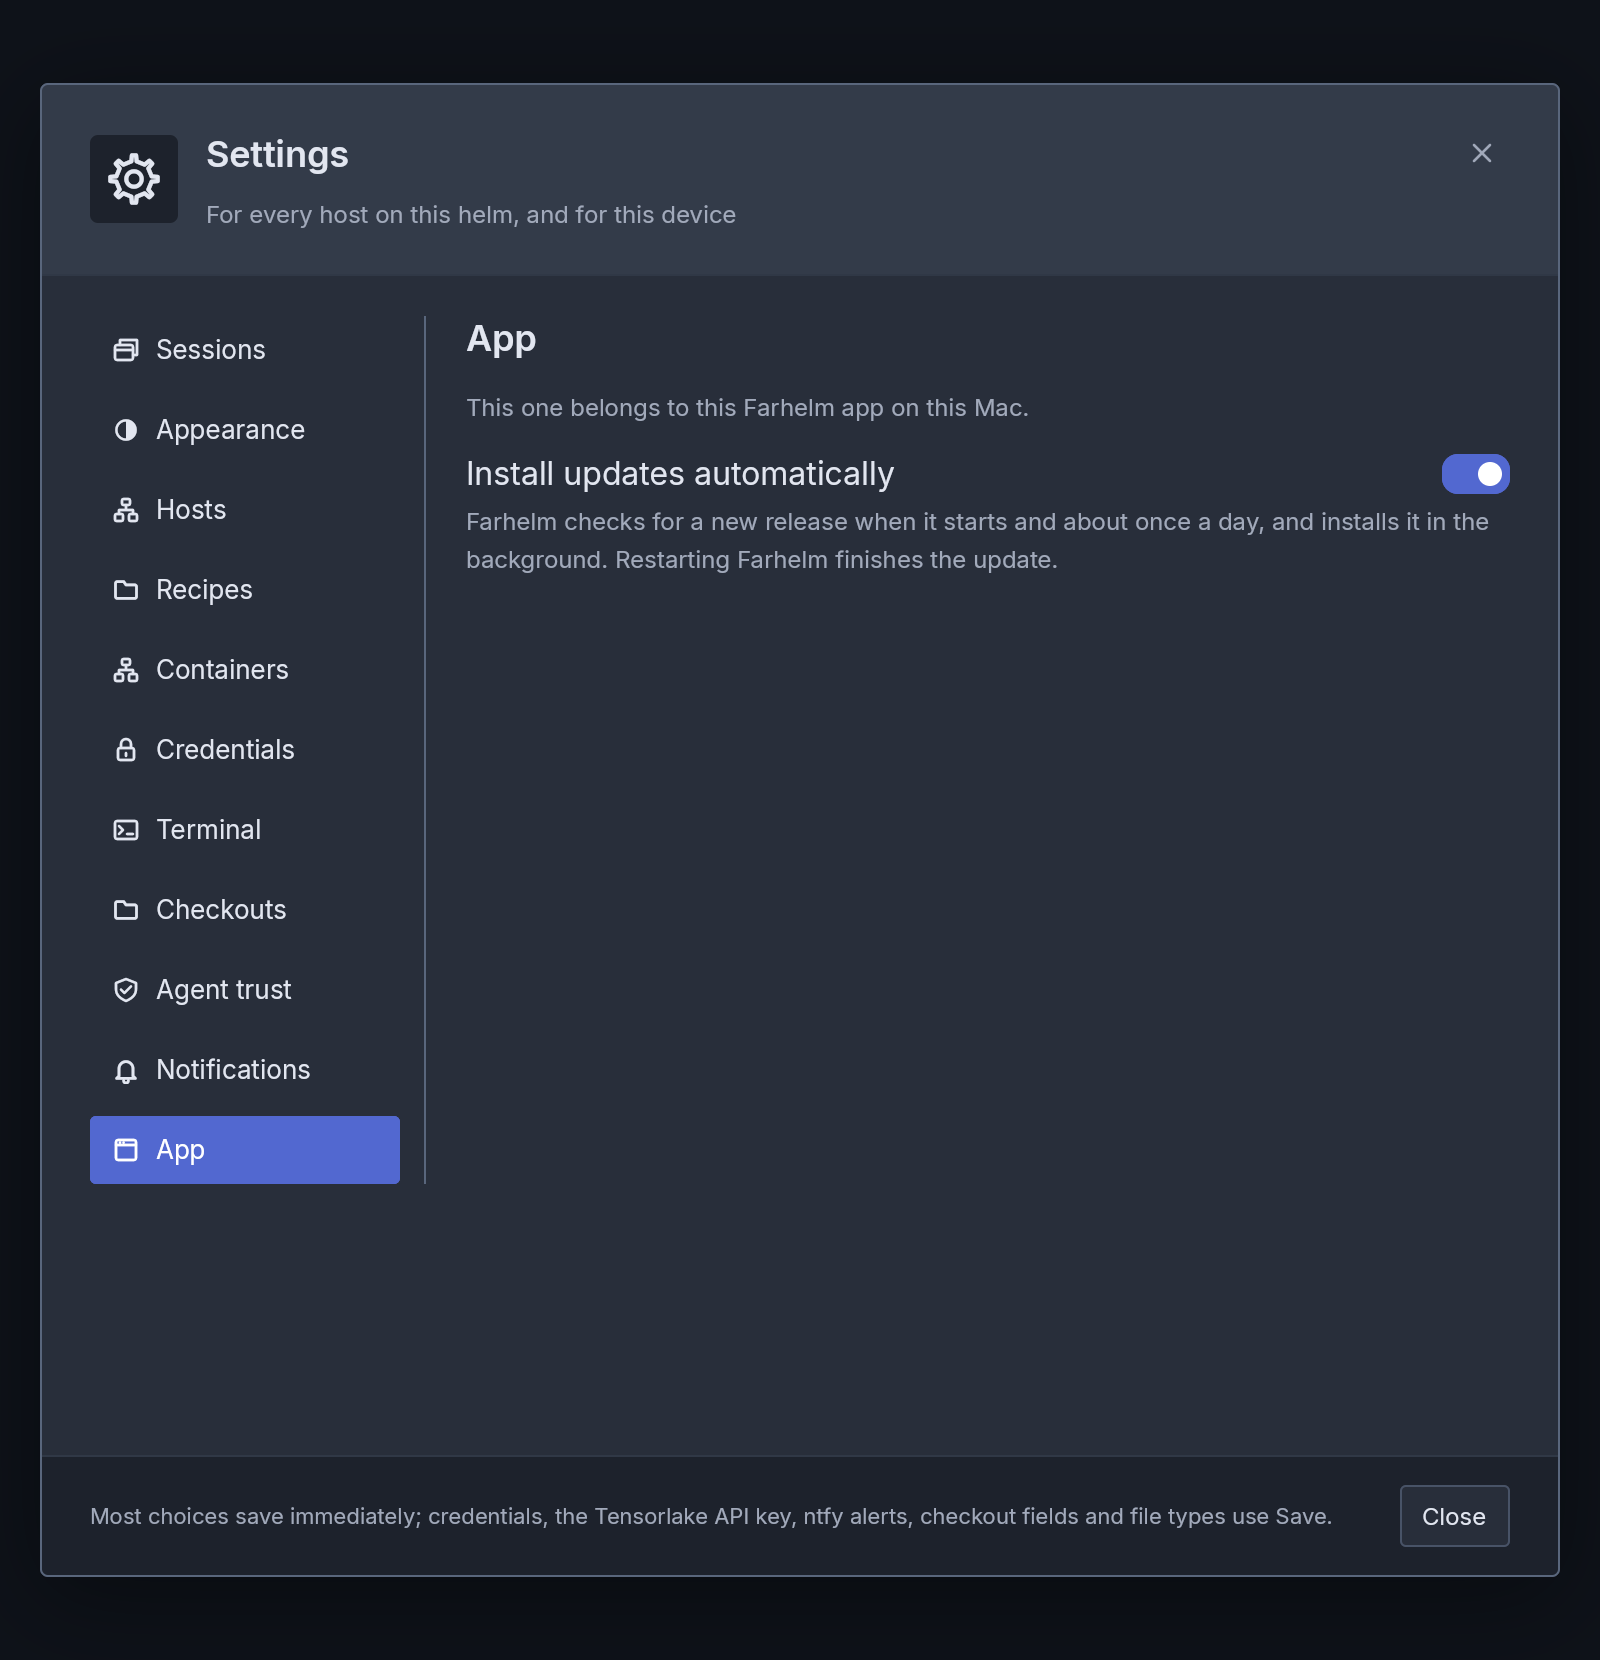 Settings
For every host on this helm, and for this device
Sessions
Appearance
Hosts
Recipes
Containers
Credentials
Terminal
Checkouts
Agent trust
Notifications
App
App
This one belongs to this Farhelm app on this Mac.
Install updates automatically
Farhelm checks for a new release when it starts and about once a day, and installs it in the
background. Restarting Farhelm finishes the update.
Most choices save immediately; credentials, the Tensorlake API key, ntfy alerts, checkout fields and file types use Save.
Close